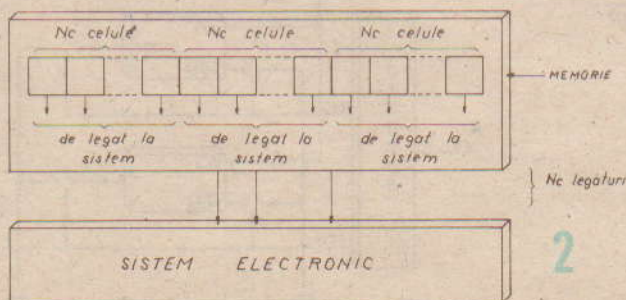 Nc celule Nc celule Nc celule
MEMORIE
de legat la de legat la de legat la
sistem sistem sistem
Nc legaturi
SISTEM ELECTRONIC
2